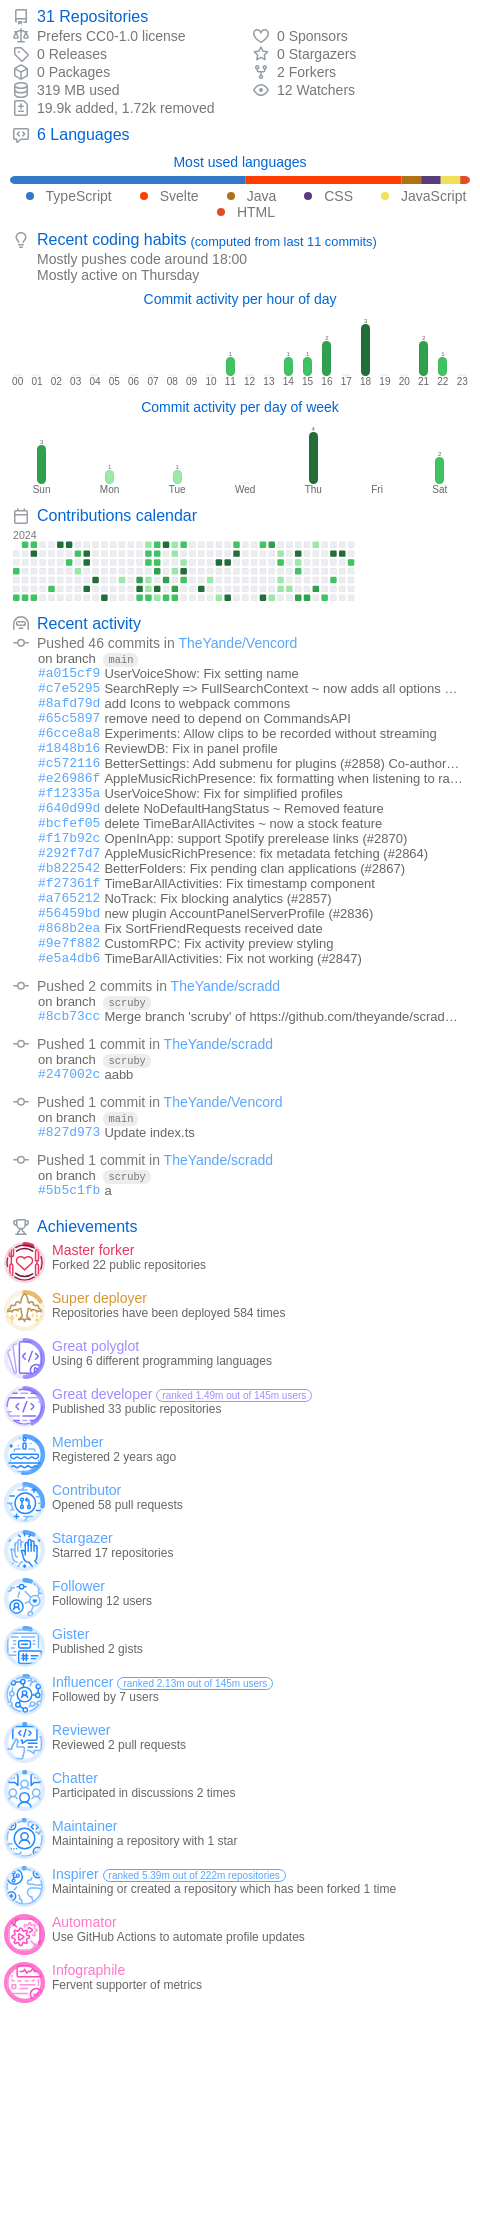 31 Repositories
Prefers CC0-1.0 license
0 Sponsors
0 Releases
0 Stargazers
0 Packages
2 Forkers
319 MB used
12 Watchers
19.9k added, 1.72k removed
6 Languages
Most used languages
TypeScript Svelte Java CSS JavaScript
HTML
Recent coding habits (computed from last 11 commits)
Mostly pushes code around 18:00
Mostly active on Thursday
Commit activity per hour of day
1 1 1 2 3 2 1
00 01 02 03 04 05 06 07 08 09 10 11 12 13 14 15 16 17 18 19 20 21 22 23
Commit activity per day of week
3 1 1 4 2
Sun Mon Tue Wed Thu Fri Sat
Contributions calendar
2024
Recent activity
Pushed 46 commits in TheYande/Vencord
on branch main
#a015cf9 UserVoiceShow: Fix setting name
#c7e5295 SearchReply => FullSearchContext ~ now adds all options …
#8afd79d add Icons to webpack commons
#65c5897 remove need to depend on CommandsAPI
#6cce8a8 Experiments: Allow clips to be recorded without streaming
#1848b16 ReviewDB: Fix in panel profile
#c572116 BetterSettings: Add submenu for plugins (#2858) Co-author…
#e26986f AppleMusicRichPresence: fix formatting when listening to ra…
#f12335a UserVoiceShow: Fix for simplified profiles
#640d99d delete NoDefaultHangStatus ~ Removed feature
#bcfef05 delete TimeBarAllActivites ~ now a stock feature
#f17b92c OpenInApp: support Spotify prerelease links (#2870)
#292f7d7 AppleMusicRichPresence: fix metadata fetching (#2864)
#b822542 BetterFolders: Fix pending clan applications (#2867)
#f27361f TimeBarAllActivities: Fix timestamp component
#a765212 NoTrack: Fix blocking analytics (#2857)
#56459bd new plugin AccountPanelServerProfile (#2836)
#868b2ea Fix SortFriendRequests received date
#9e7f882 CustomRPC: Fix activity preview styling
#e5a4db6 TimeBarAllActivities: Fix not working (#2847)
Pushed 2 commits in TheYande/scradd
on branch scruby
#8cb73cc Merge branch 'scruby' of https://github.com/theyande/scrad…
Pushed 1 commit in TheYande/scradd
on branch scruby
#247002c aabb
Pushed 1 commit in TheYande/Vencord
on branch main
#827d973 Update index.ts
Pushed 1 commit in TheYande/scradd
on branch scruby
#5b5c1fb a
Achievements
Master forker
Forked 22 public repositories
Super deployer
Repositories have been deployed 584 times
Great polyglot
Using 6 different programming languages
Great developer ranked 1.49m out of 145m users
Published 33 public repositories
Member
Registered 2 years ago
Contributor
Opened 58 pull requests
Stargazer
Starred 17 repositories
Follower
Following 12 users
Gister
Published 2 gists
Influencer ranked 2.13m out of 145m users
Followed by 7 users
Reviewer
Reviewed 2 pull requests
Chatter
Participated in discussions 2 times
Maintainer
Maintaining a repository with 1 star
Inspirer ranked 5.39m out of 222m repositories
Maintaining or created a repository which has been forked 1 time
Automator
Use GitHub Actions to automate profile updates
Infographile
Fervent supporter of metrics